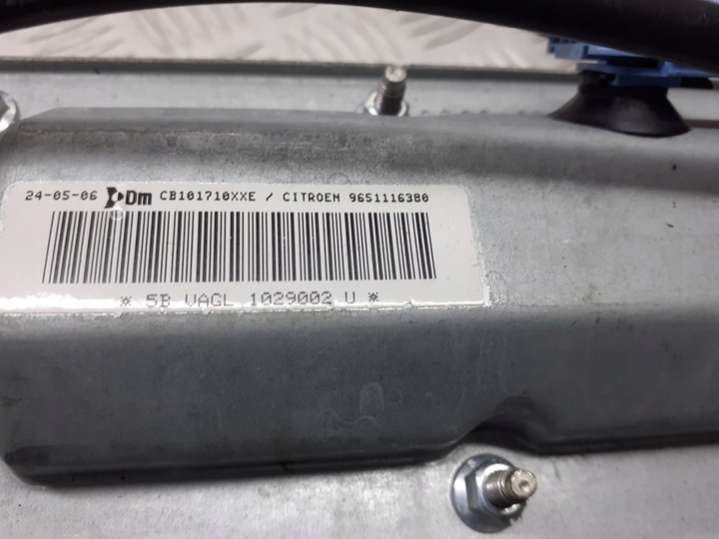 24-05-06 Dm CB101710XXE / CITROEN 9651116380
* 5B VAGL 1029002 U *